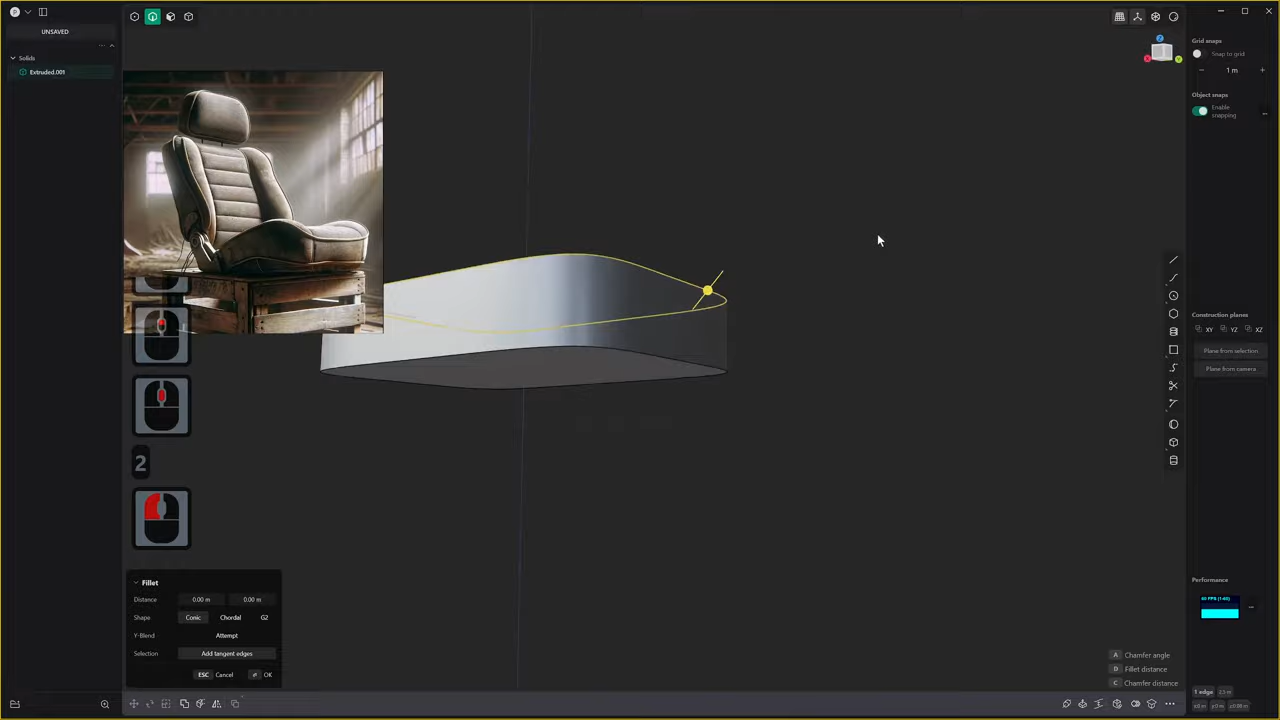 UNSAVED
Solids
Extruded.001
2
Fillet
Distance 0.00 m 0.00 m
Shape Conic Chordal G2
Y-Blend Attempt
Selection Add tangent edges
ESC Cancel OK
Z
X
Y
Grid snaps
Snap to grid
1 m
Object snaps
Enable snapping
Construction planes
XY YZ XZ
Plane from selection
Plane from camera
Performance
A Chamfer angle
D Fillet distance
C Chamfer distance
1 edge